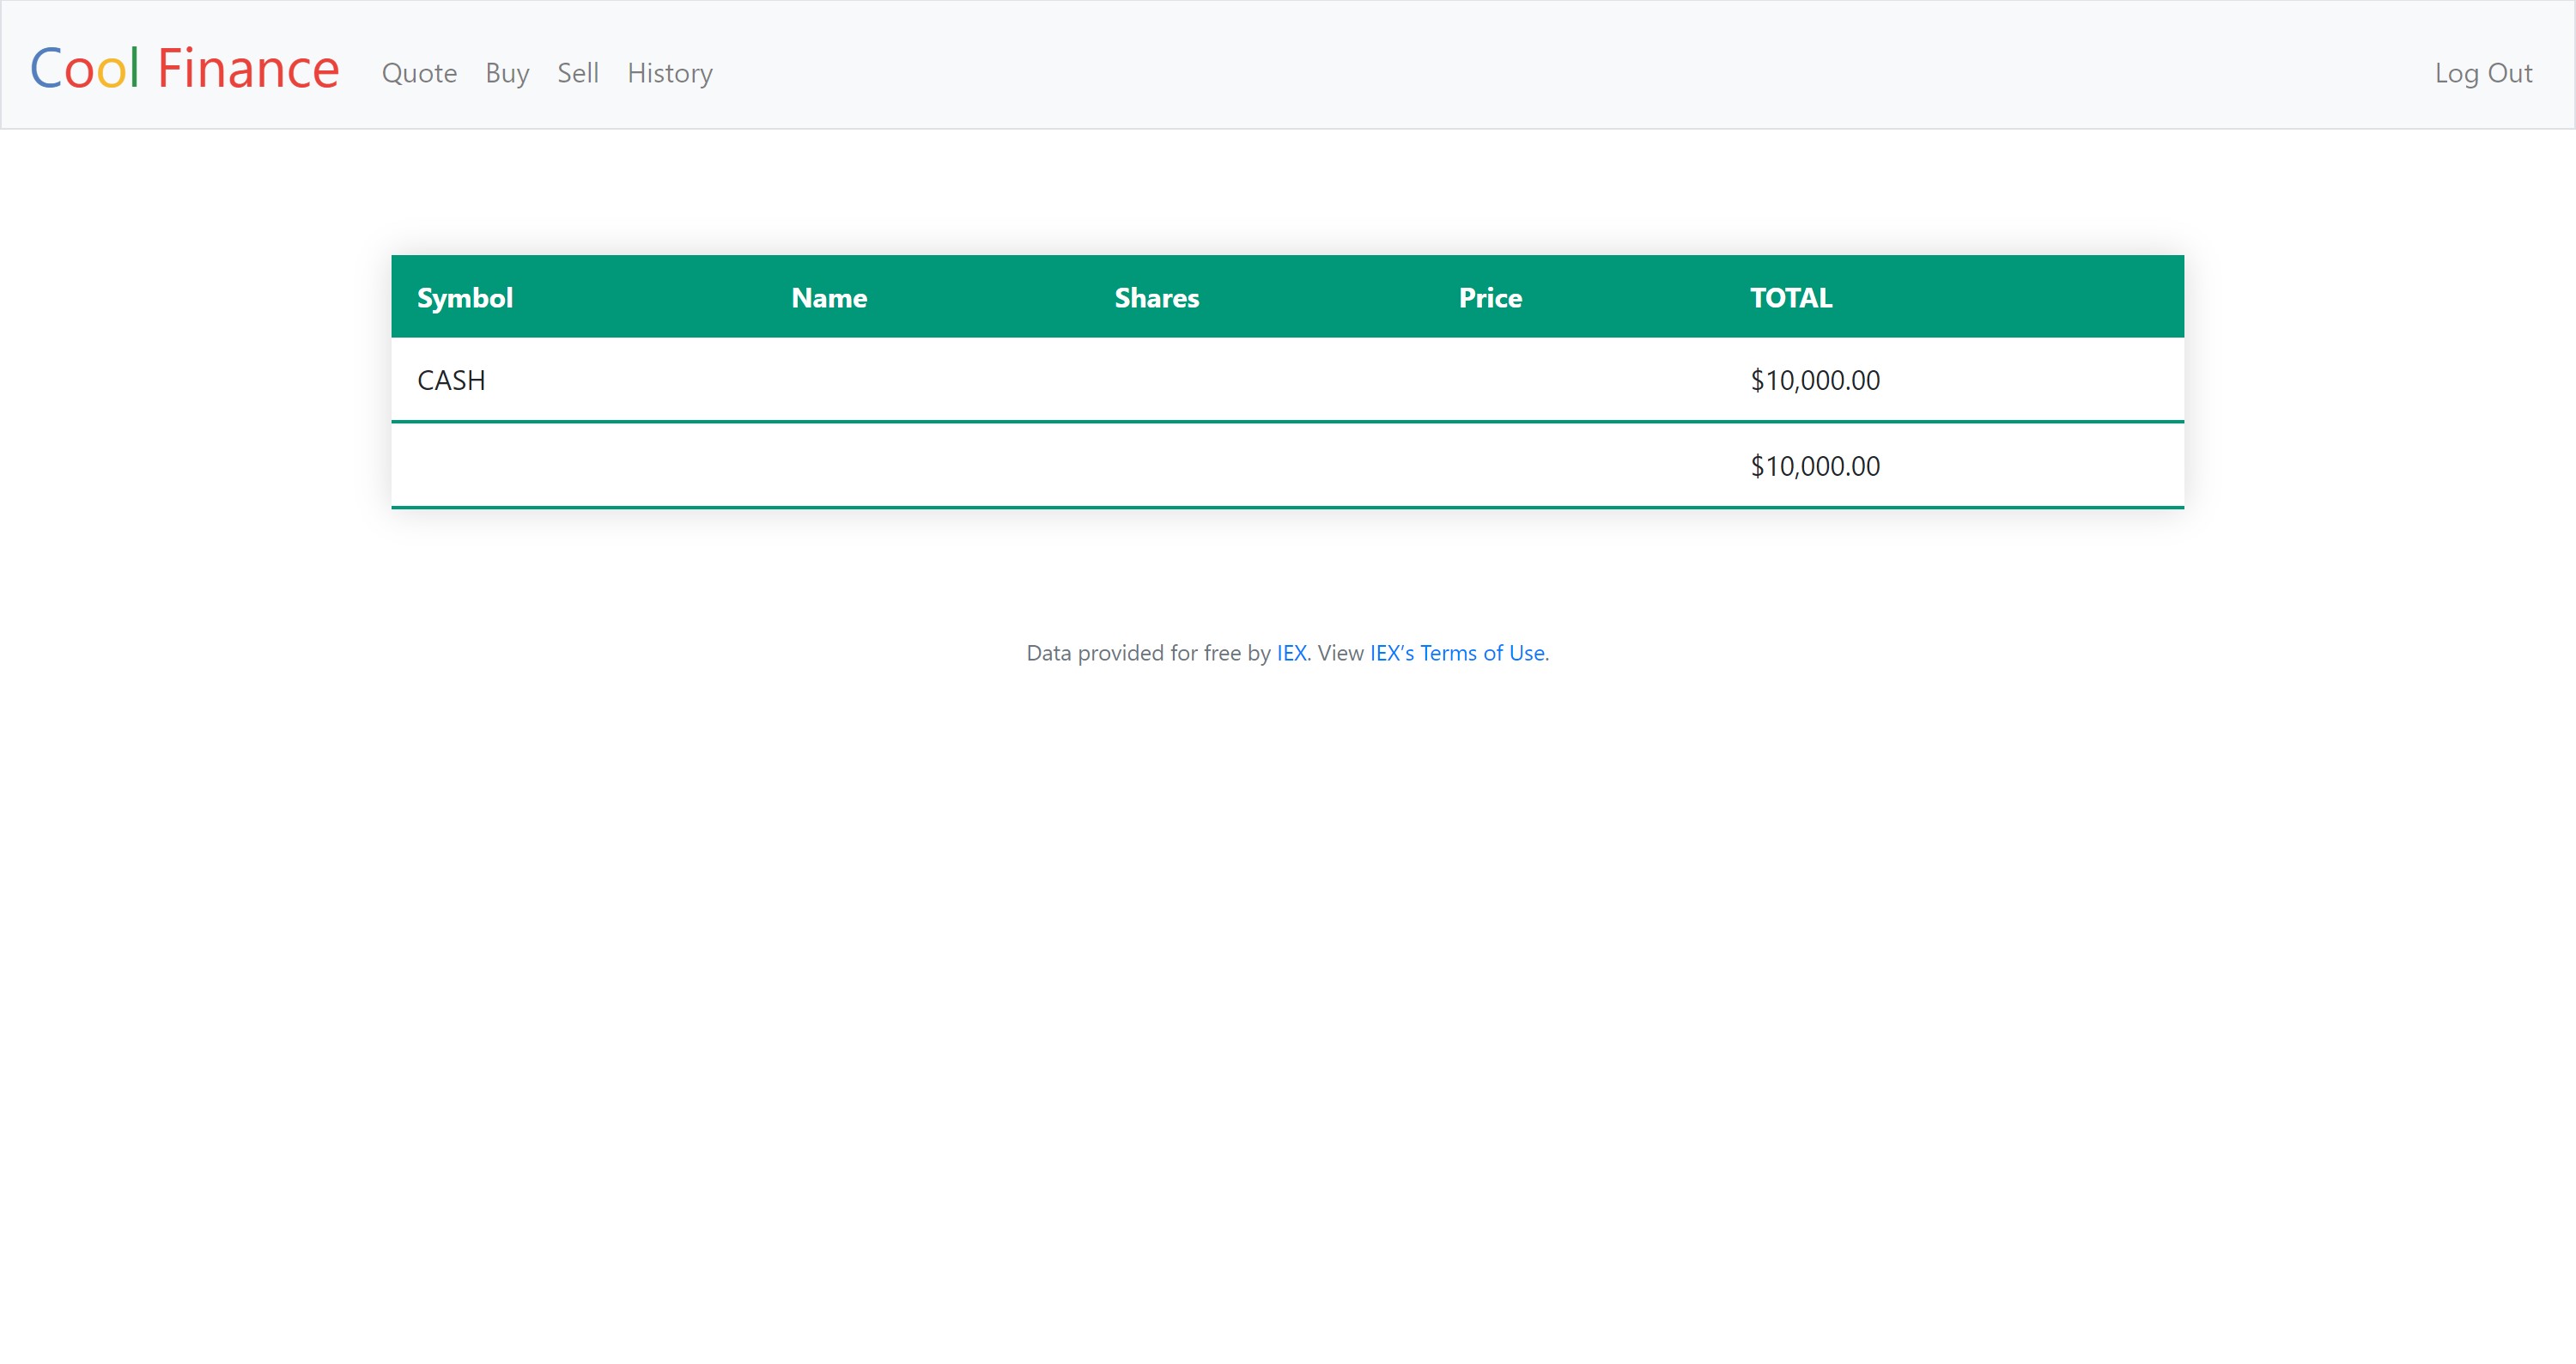 Cool Finance Quote Buy Sell History Log Out
Symbol Name Shares Price TOTAL
CASH $10,000.00
$10,000.00
Data provided for free by IEX. View IEX’s Terms of Use.